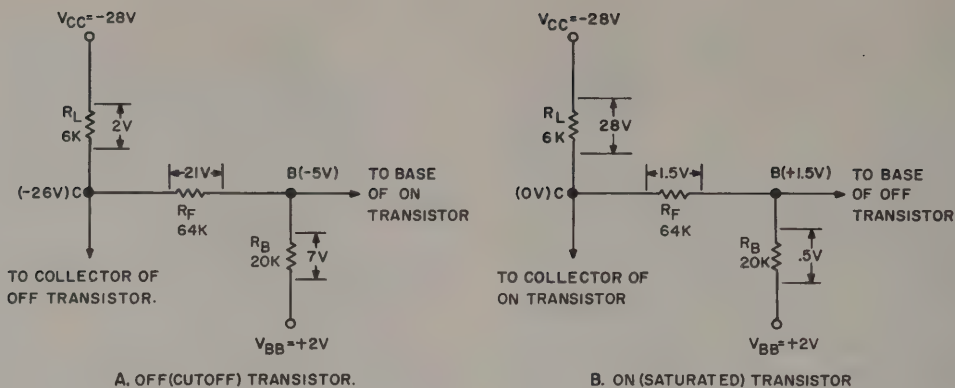 VCC=-28V
RL
6K
2V
(-26V) C
-21V
RF
64K
B(-5V)
TO BASE
OF ON
TRANSISTOR
RB
20K
7V
TO COLLECTOR OF
OFF TRANSISTOR.
VBB=+2V
A. OFF(CUTOFF) TRANSISTOR.
VCC=-28V
RL
6K
28V
(0V) C
1.5V
RF
64K
B(+1.5V)
TO BASE
OF OFF
TRANSISTOR
RB
20K
.5V
TO COLLECTOR OF
ON TRANSISTOR
VBB=+2V
B. ON (SATURATED) TRANSISTOR